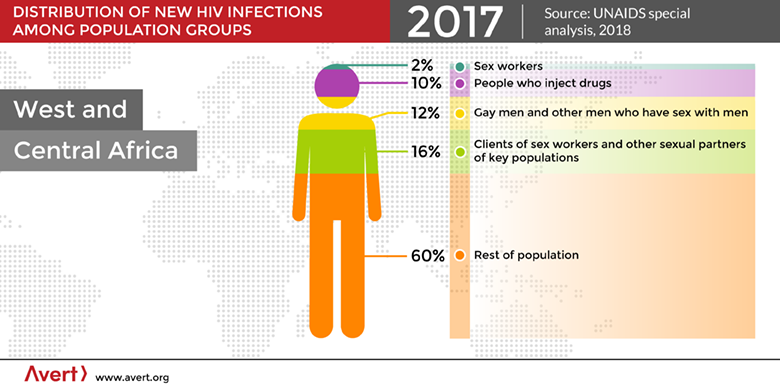 DISTRIBUTION OF NEW HIV INFECTIONS
AMONG POPULATION GROUPS
2017
Source: UNAIDS special
analysis, 2018
West and
Central Africa
2% Sex workers
10% People who inject drugs
12% Gay men and other men who have sex with men
16% Clients of sex workers and other sexual partners
of key populations
60% Rest of population
Avert www.avert.org